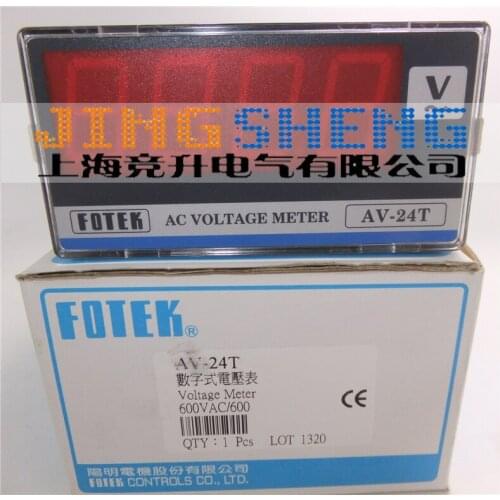 V
JING SHENG
上海竞升电气有限公司
FOTEK AC VOLTAGE METER AV-24T
FOTEK®
AV-24T
數字式電壓表
Voltage Meter
600VAC/600
CE
QTY : 1 Pcs LOT 1320
陽明電機股份有限公司
FOTEK CONTROLS CO., LTD.